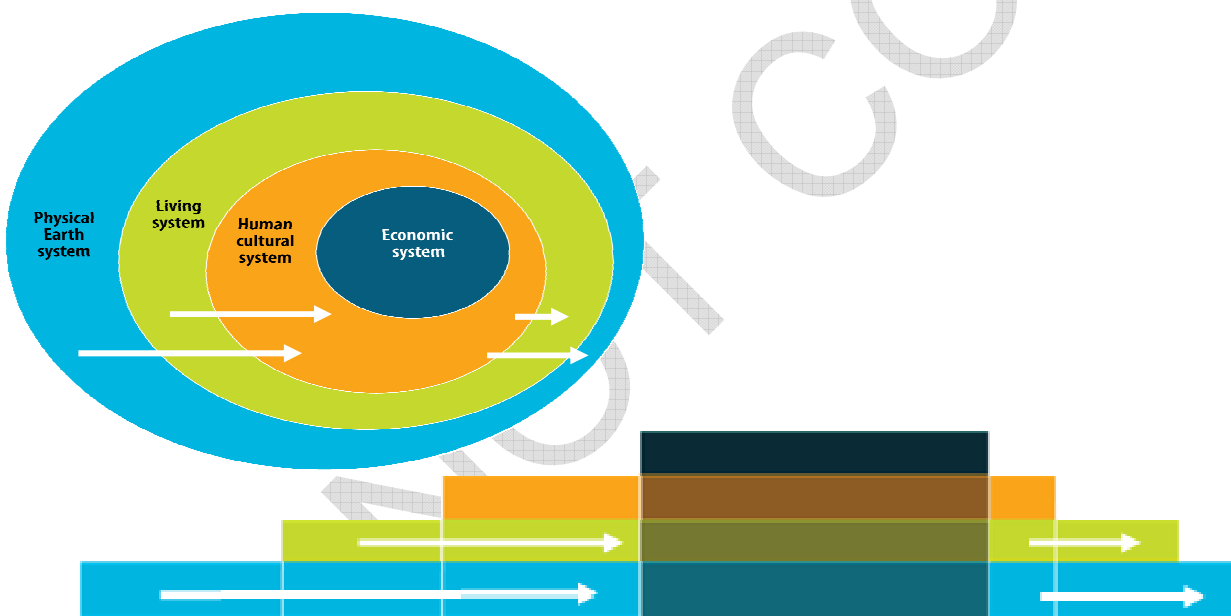 Physical
Earth
system
Living
system
Human
cultural
system
Economic
system